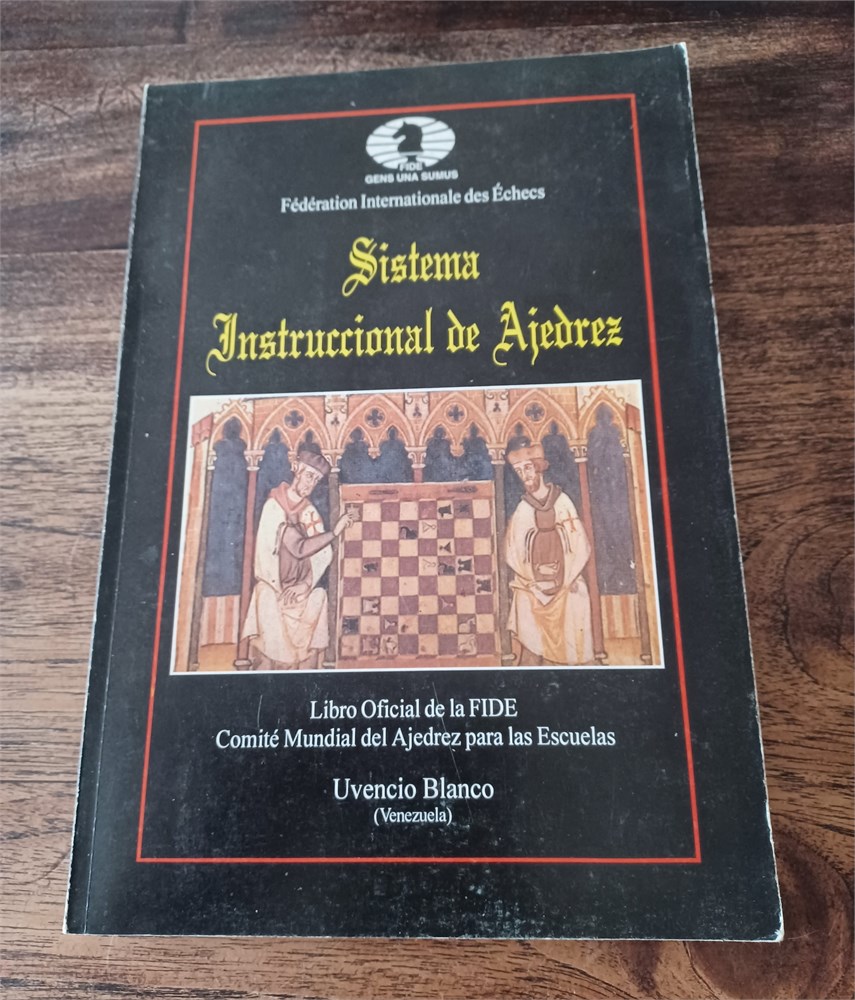 FIDE
GENS UNA SUMUS
Fédération Internationale des Échecs
Sistema
Instruccional de Ajedrez
Libro Oficial de la FIDE
Comité Mundial del Ajedrez para las Escuelas
Uvencio Blanco
(Venezuela)